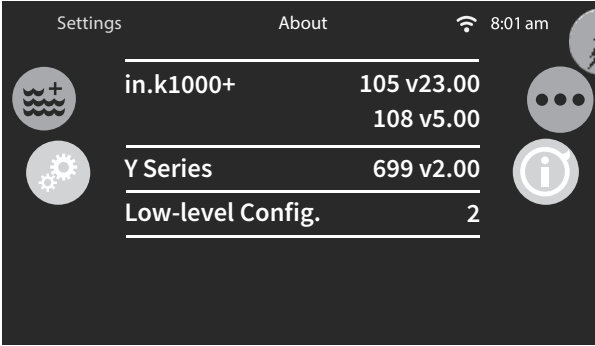 Settings About 8:01 am
in.k1000+ 105 v23.00
108 v5.00
Y Series 699 v2.00
Low-level Config. 2